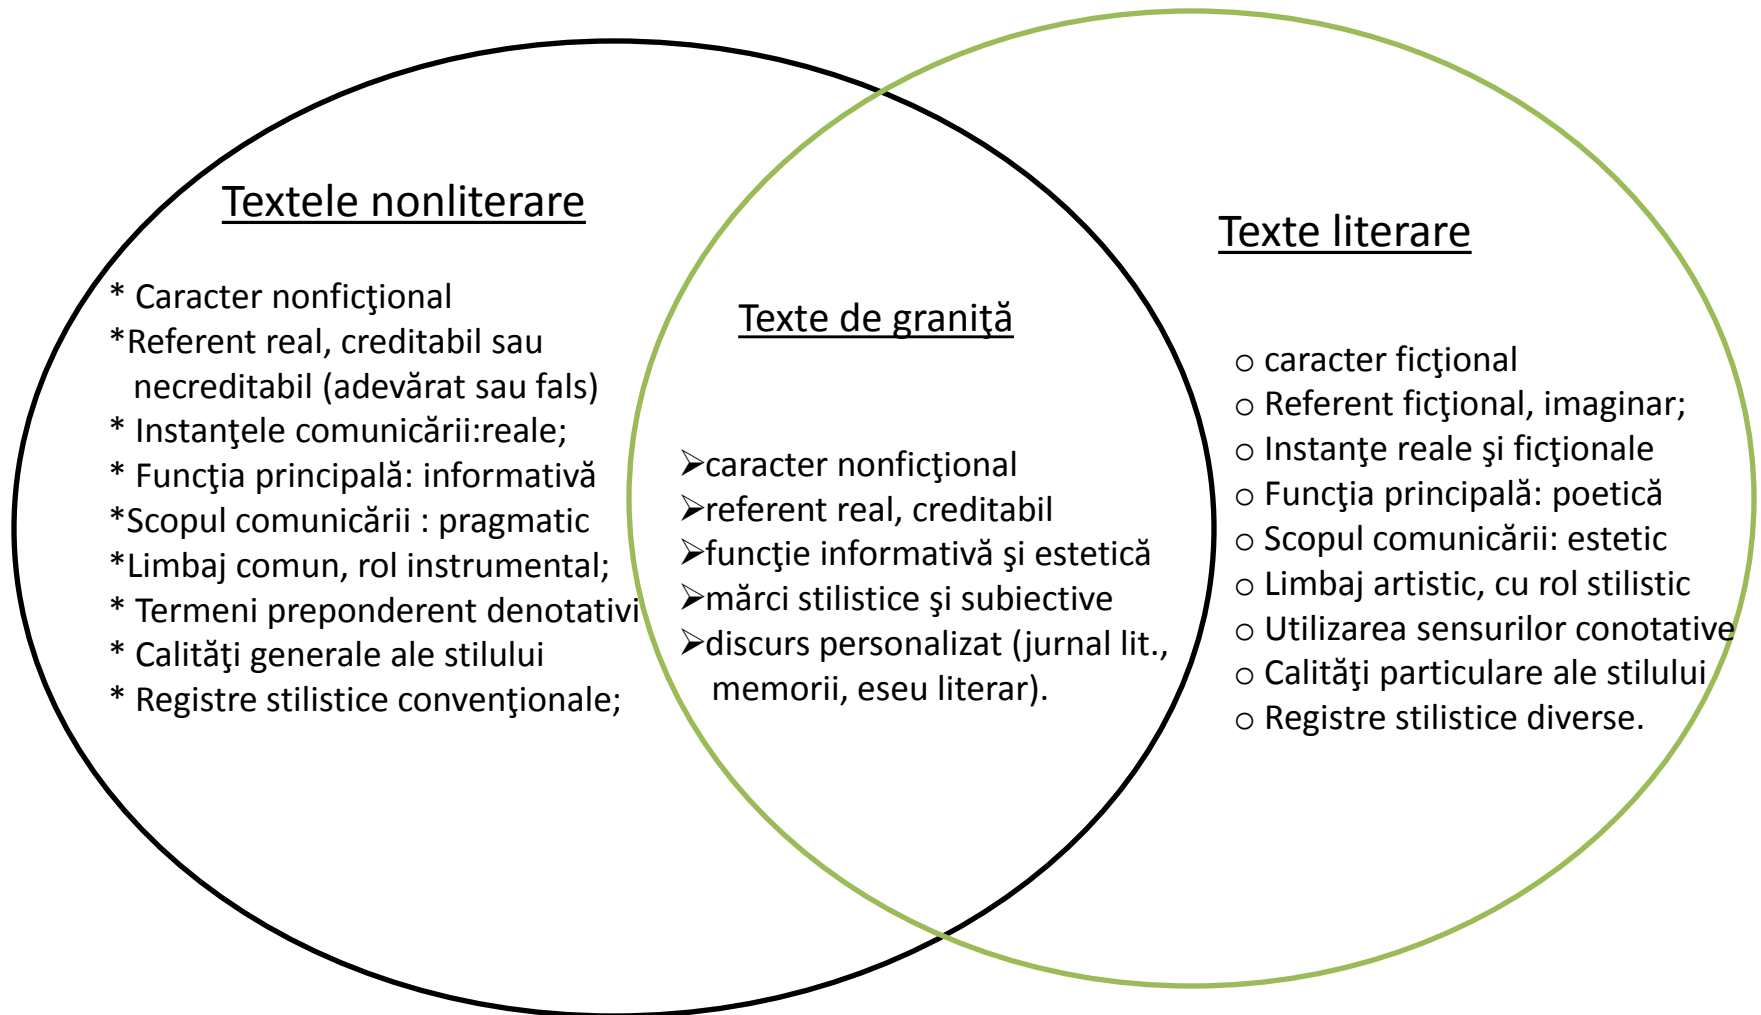 Textele nonliterare
* Caracter nonficţional
*Referent real, creditabil sau
necreditabil (adevărat sau fals)
* Instanţele comunicării:reale;
* Funcţia principală: informativă
*Scopul comunicării : pragmatic
*Limbaj comun, rol instrumental;
* Termeni preponderent denotativi
* Calităţi generale ale stilului
* Registre stilistice convenţionale;
Texte de graniţă
➢caracter nonficţional
➢referent real, creditabil
➢funcţie informativă şi estetică
➢mărci stilistice şi subiective
➢discurs personalizat (jurnal lit.,
memorii, eseu literar).
Texte literare
o caracter ficţional
o Referent ficţional, imaginar;
o Instanţe reale şi ficţionale
o Funcţia principală: poetică
o Scopul comunicării: estetic
o Limbaj artistic, cu rol stilistic
o Utilizarea sensurilor conotative
o Calităţi particulare ale stilului
o Registre stilistice diverse.